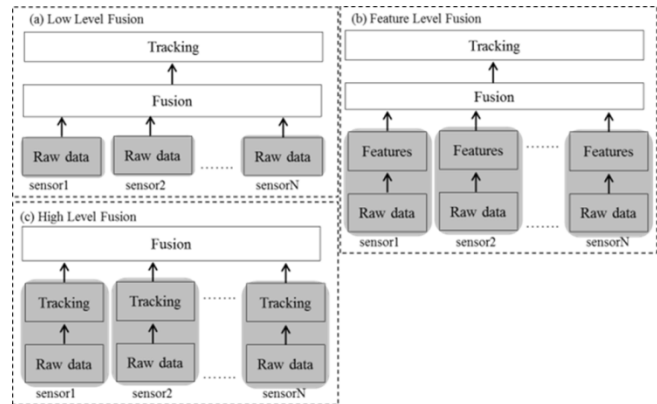 (a) Low Level Fusion
Tracking
Fusion
Raw data Raw data ........ Raw data
sensor1 sensor2 sensorN
(b) Feature Level Fusion
Tracking
Fusion
Features Features ........ Features
Raw data Raw data ........ Raw data
sensor1 sensor2 sensorN
(c) High Level Fusion
Fusion
Tracking Tracking ........ Tracking
Raw data Raw data ........ Raw data
sensor1 sensor2 sensorN